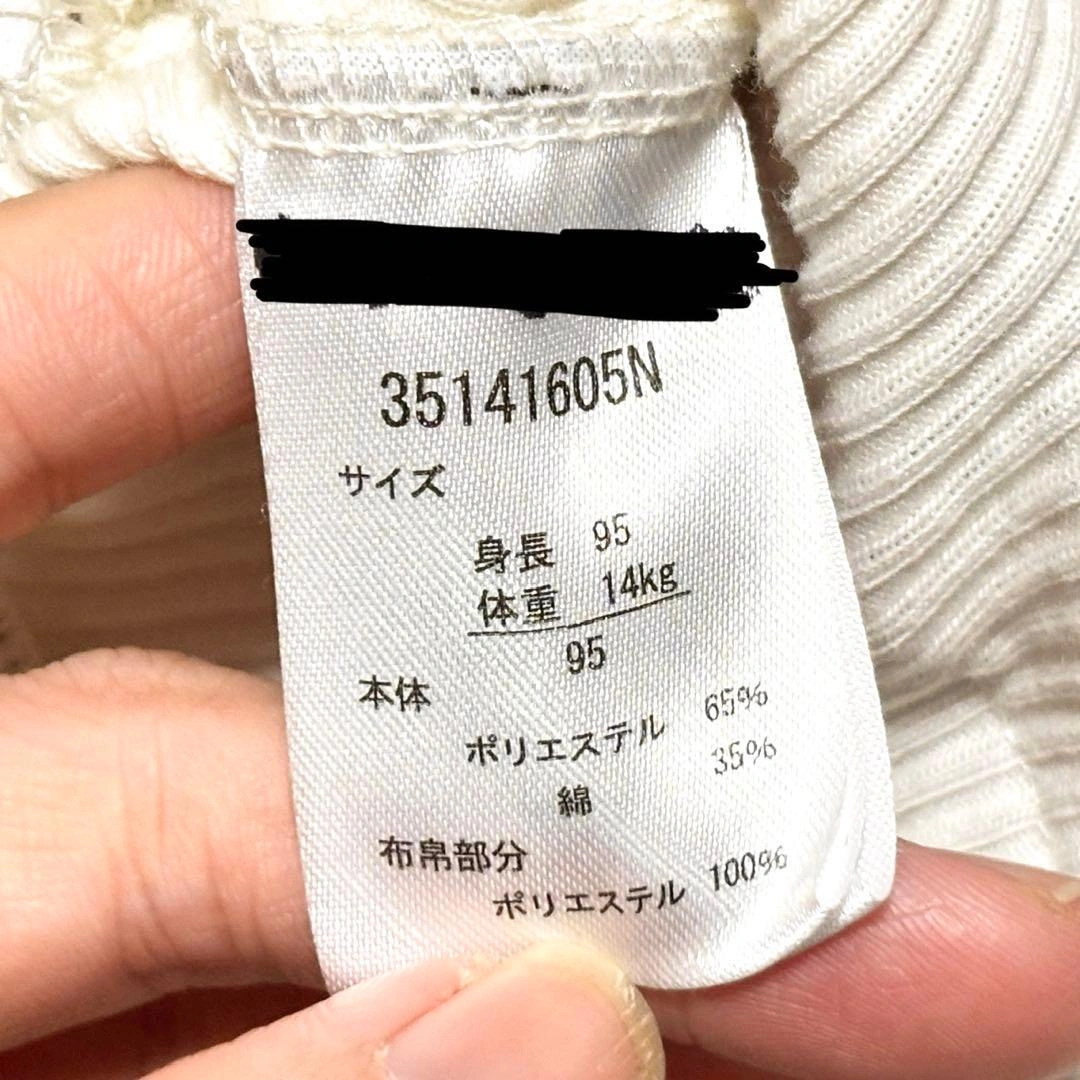 35141605N
サイズ
身長 95
体重 14kg
95
本体
ポリエステル 65%
綿 35%
布帛部分
ポリエステル 100%